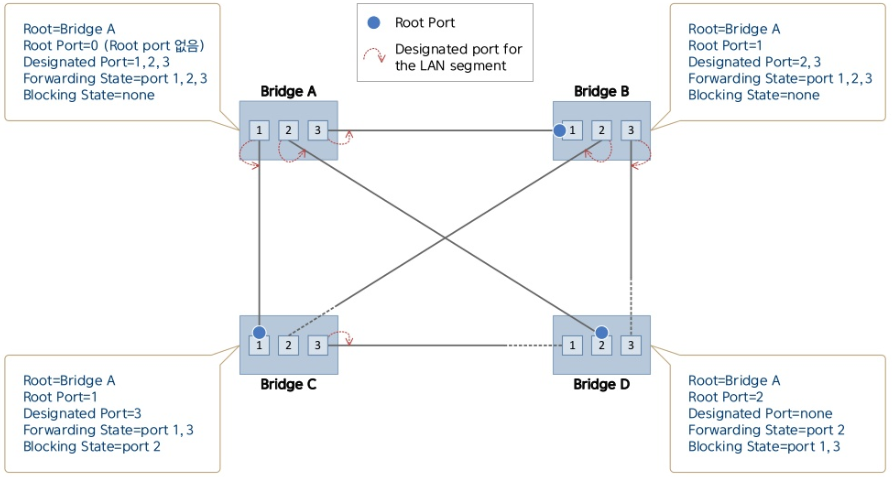 Root=Bridge A
Root Port=0 (Root port 없음)
Designated Port=1, 2, 3
Forwarding State=port 1, 2, 3
Blocking State=none
Root Port
Designated port for
the LAN segment
Root=Bridge A
Root Port=1
Designated Port=2, 3
Forwarding State=port 1, 2, 3
Blocking State=none
Bridge A
1 2 3
Bridge B
1 2 3
1 2 3
Bridge C
1 2 3
Bridge D
Root=Bridge A
Root Port=1
Designated Port=3
Forwarding State=port 1, 3
Blocking State=port 2
Root=Bridge A
Root Port=2
Designated Port=none
Forwarding State=port 2
Blocking State=port 1, 3